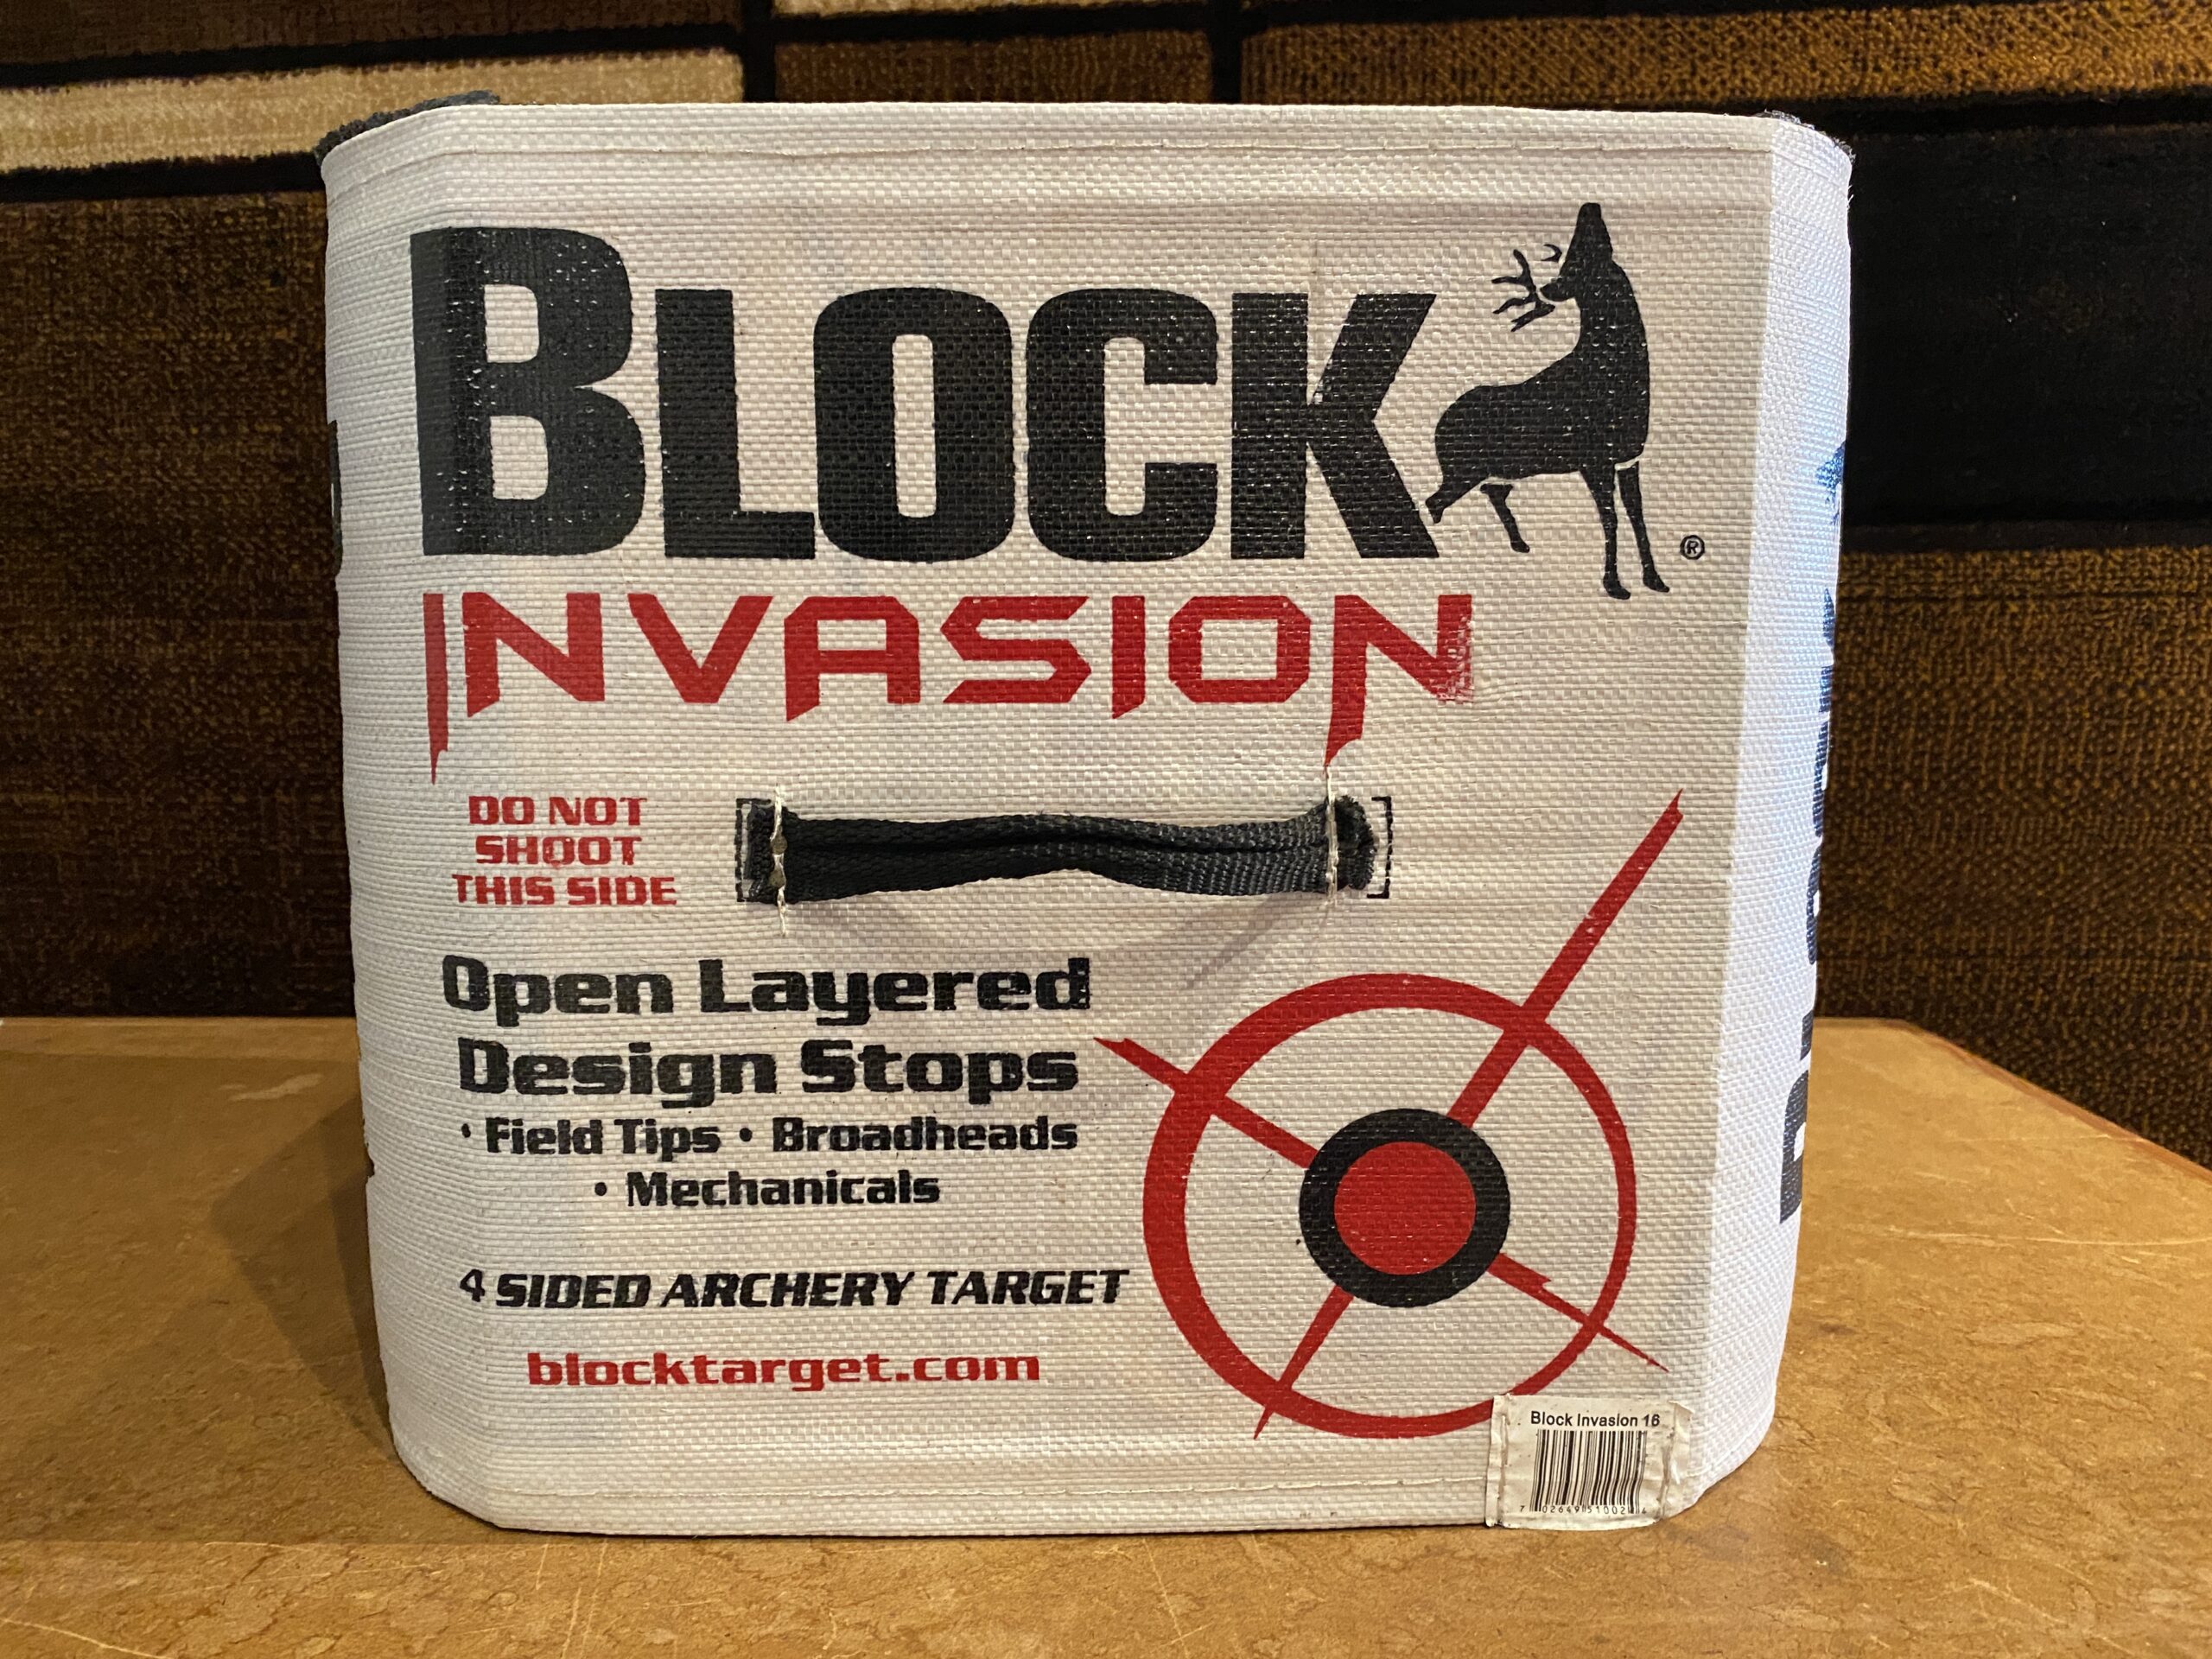 BLOCK
®
INVASION
DO NOT
SHOOT
THIS SIDE
Open Layered
Design Stops
• Field Tips • Broadheads
• Mechanicals
4 SIDED ARCHERY TARGET
blocktarget.com
Block Invasion 16